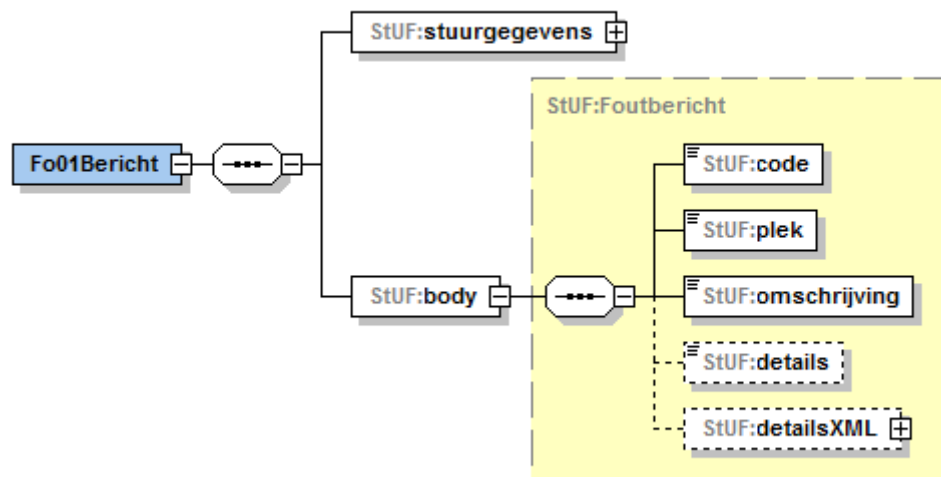 StUF:stuurgegevens
StUF:Foutbericht
Fo01Bericht
StUF:code
StUF:plek
StUF:body
StUF:omschrijving
StUF:details
StUF:detailsXML